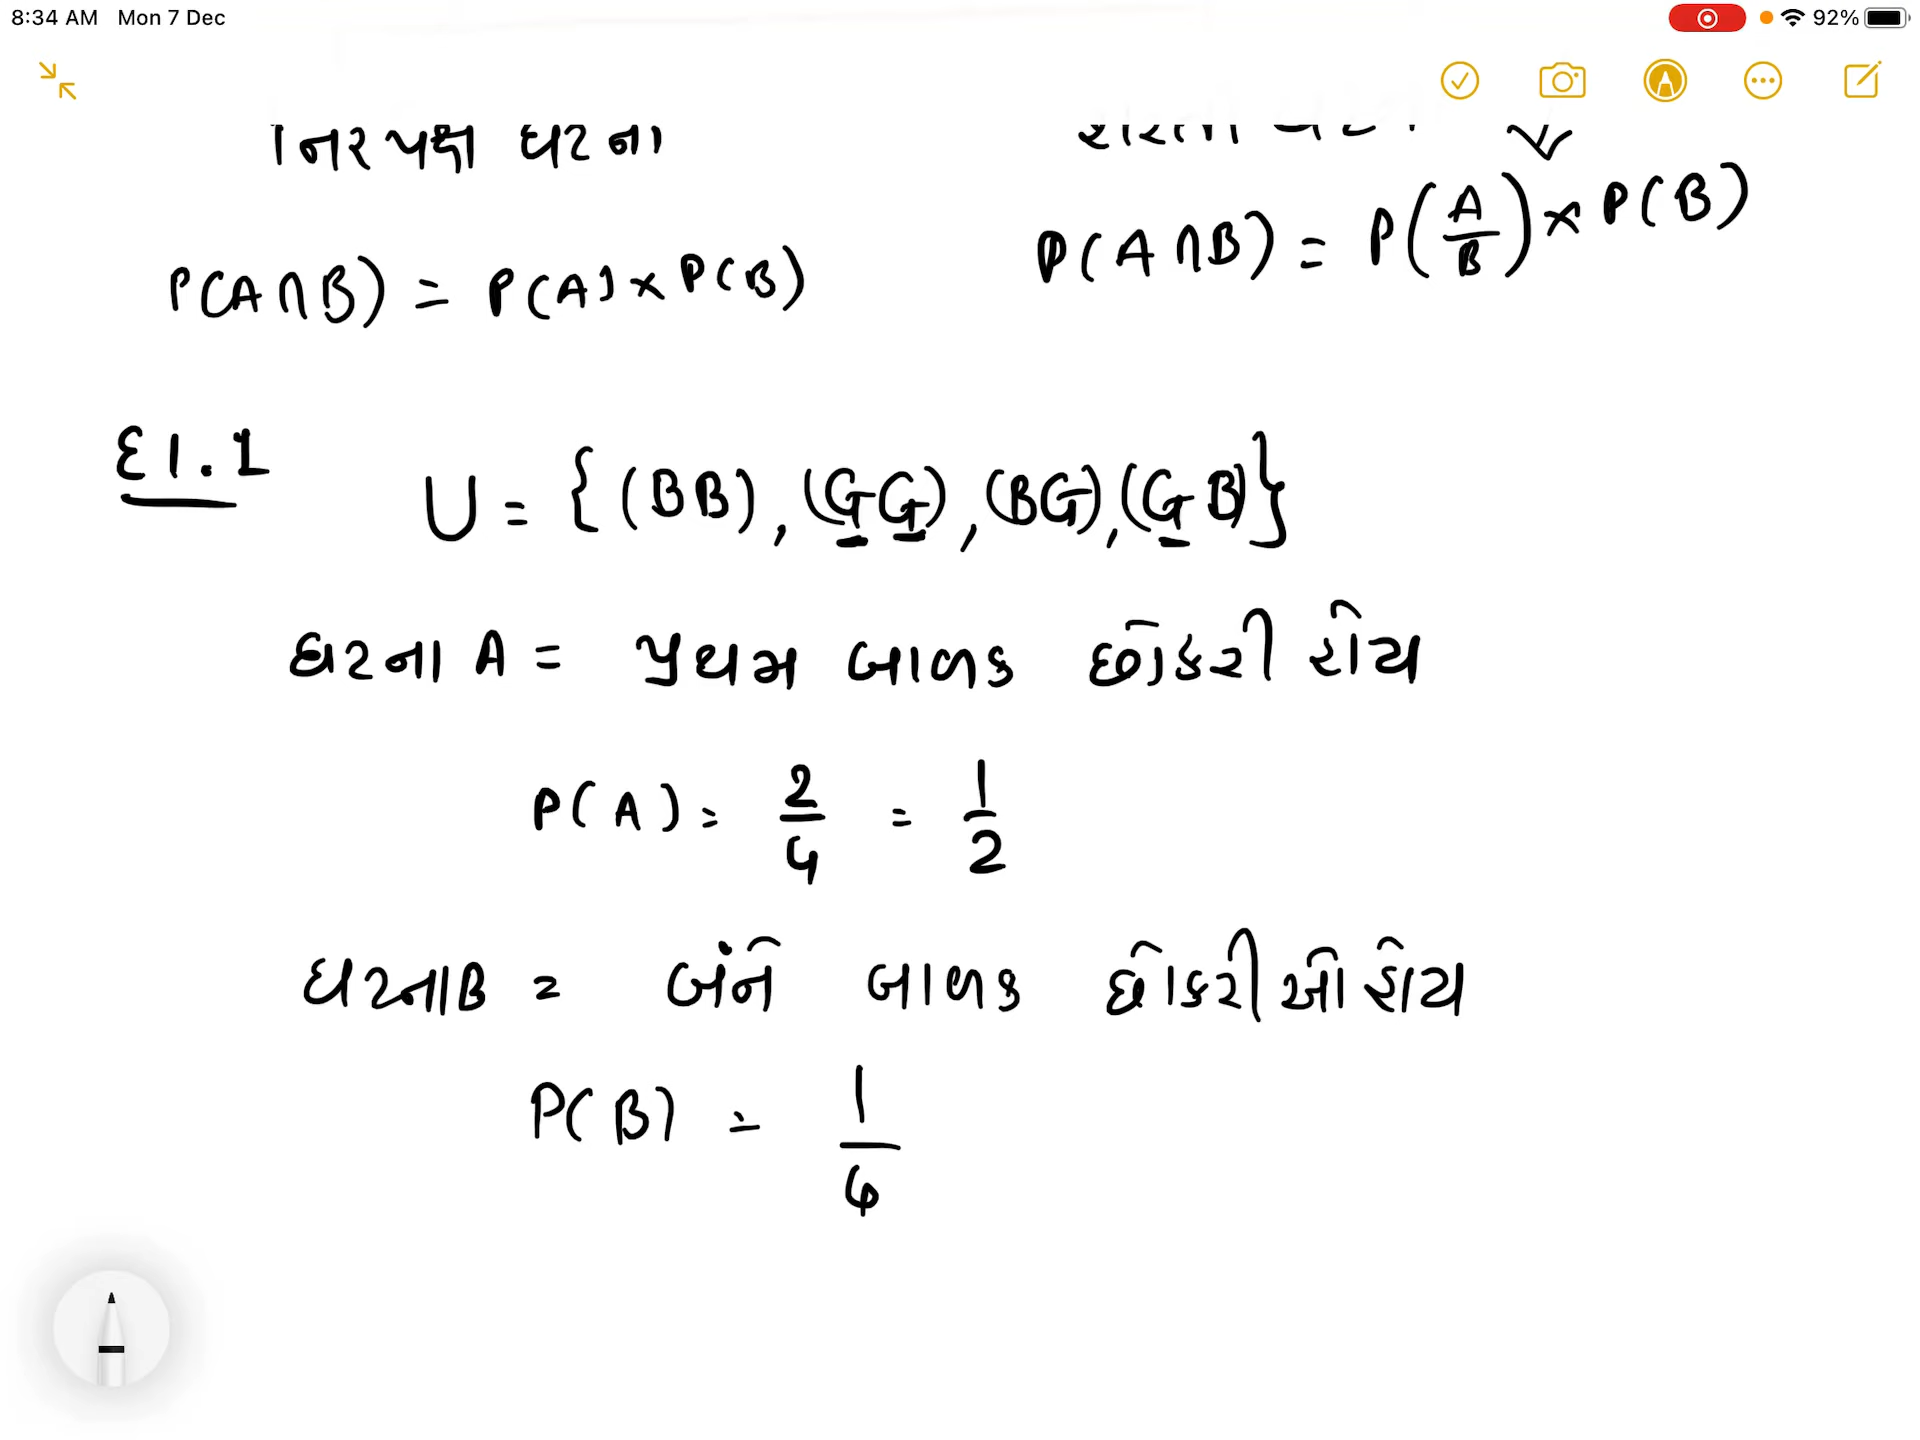 8:34 AM Mon 7 Dec 92%
નિરપેક્ષ ઘટના
P(A∩B) = P(A) × P(B)
P(A∩B) = P(A/B) × P(B)
દા.1
U = {(BB), (GG), (BG), (GB)}
ઘટના A = પ્રથમ બાળક છોકરી હોય
P(A) = 2/4 = 1/2
ઘટના B = બંને બાળક છોકરીઓ હોય
P(B) = 1/4